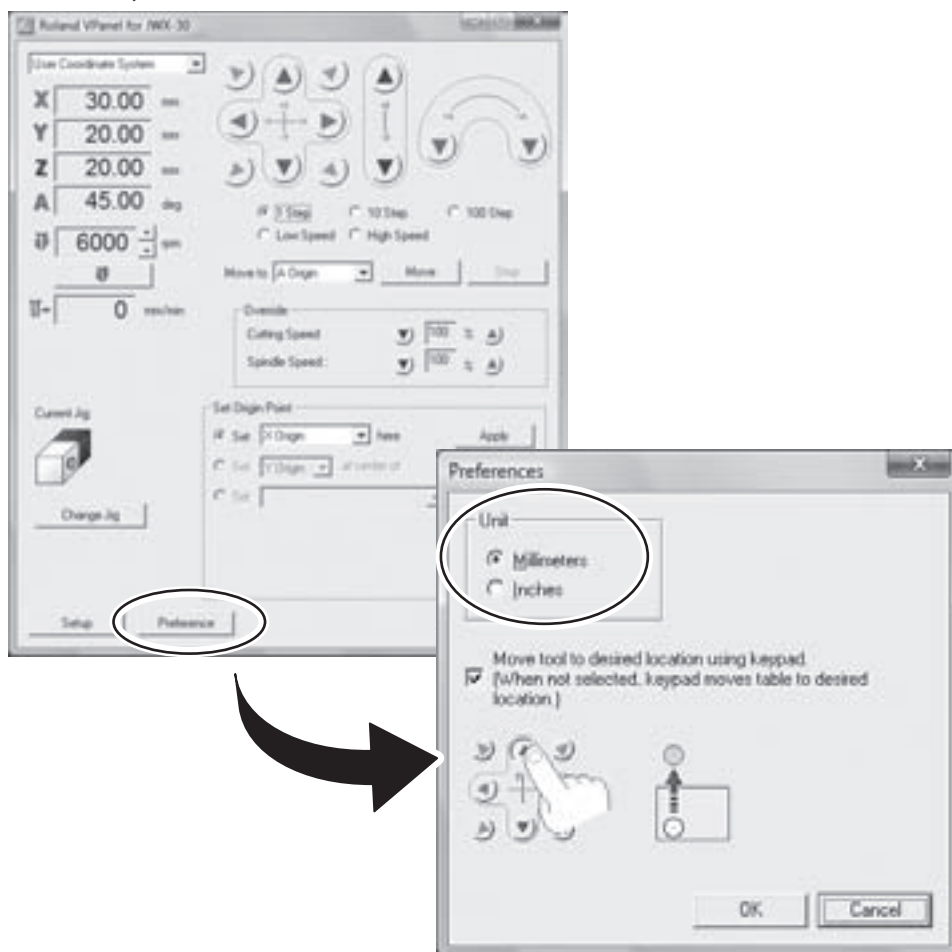 Roland VPanel for JWX-30
User Coordinate System
X 30.00 mm
Y 20.00 mm
Z 20.00 mm
A 45.00 deg
6000 rpm
0 mm/min
1 Step 10 Step 100 Step
Low Speed High Speed
Move to A Origin Move Stop
Override
Cutting Speed 100 %
Spindle Speed : 100 %
Current Jig
C
Change Jig
Set Origin Point
Set X Origin here Apply
Set Y Origin at center of
Set
Setup Preference
Preferences
Unit
Millimeters
Inches
Move tool to desired location using keypad.
(When not selected, keypad moves table to desired
location.)
OK Cancel